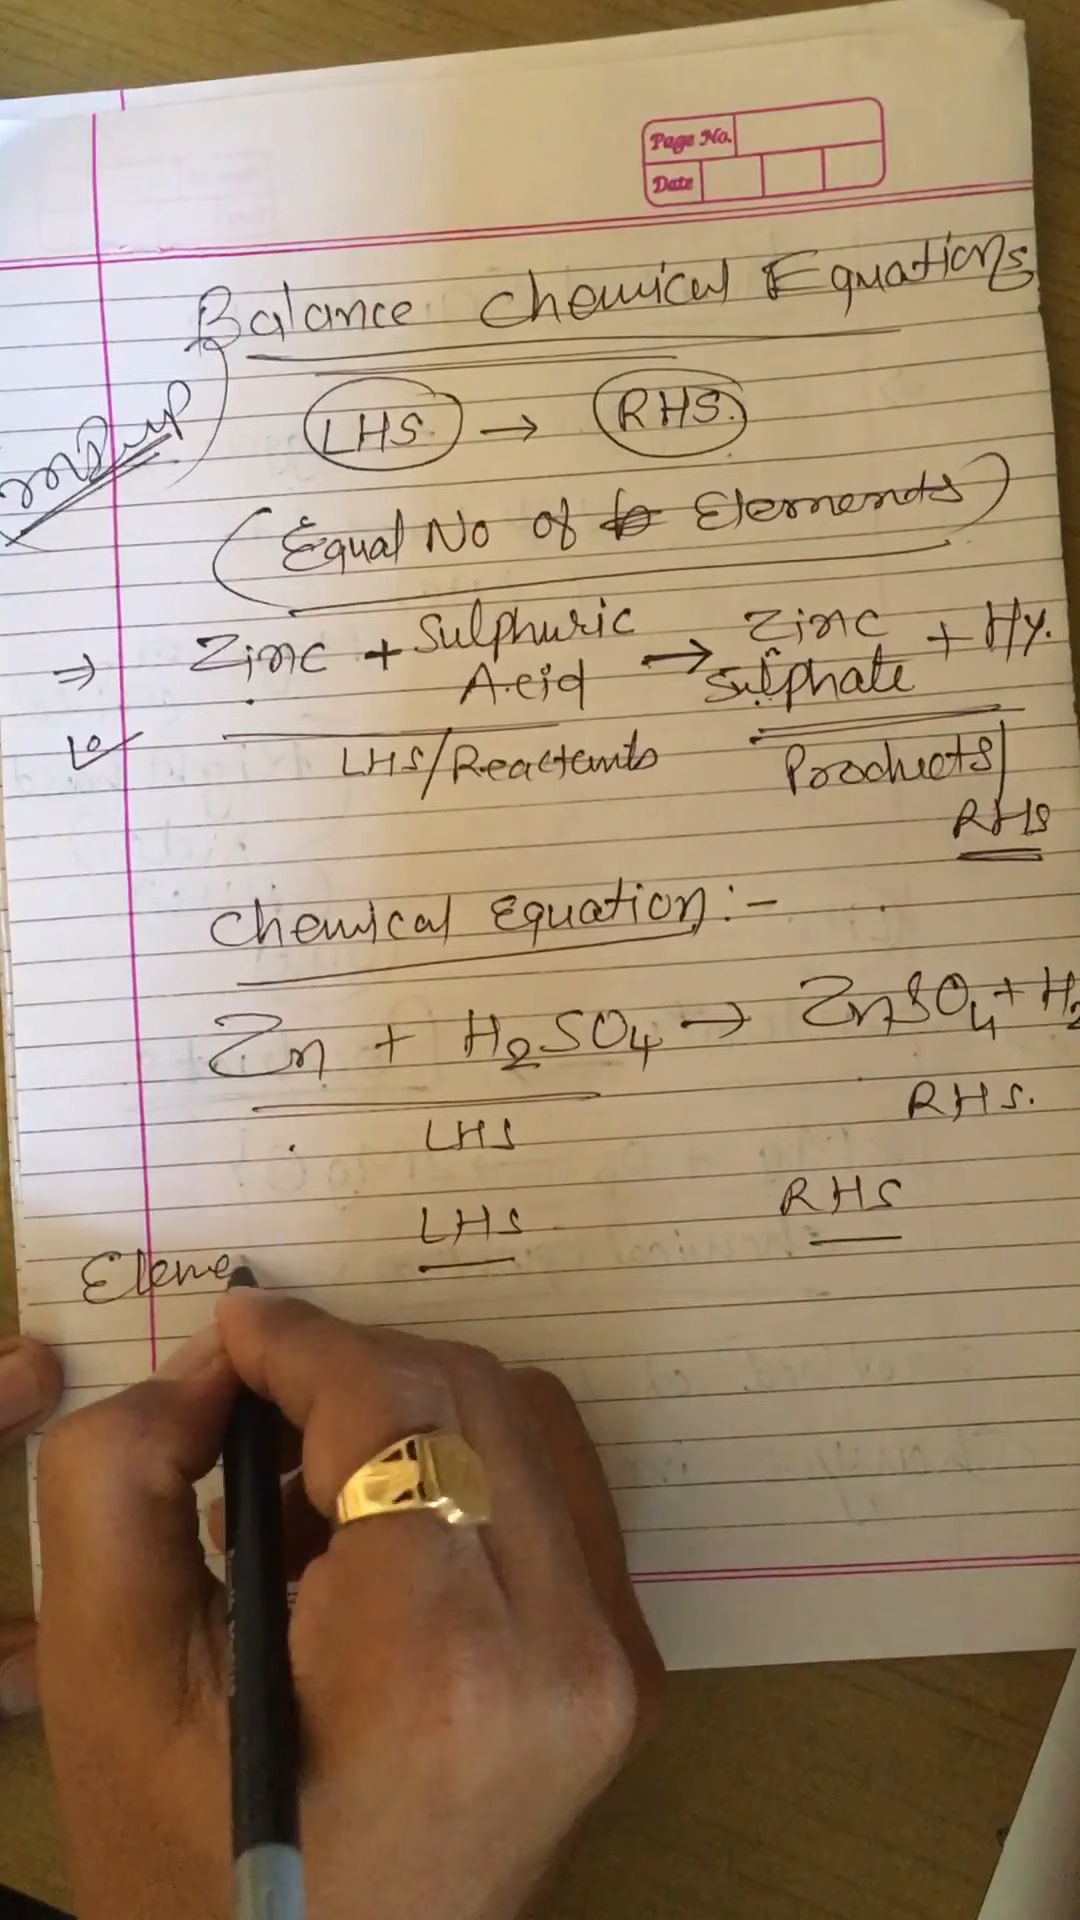 Page No.
Date
Balance Chemical Equations
LHS. → RHS.
(Equal No of Elements)
⇒ Zinc + Sulphuric Acid → Zinc Sulphate + Hy.
LHS/Reactants Products/
RHS
Chemical Equation:-
Zn + H₂SO₄ → ZnSO₄ + H₂
LHS RHS.
LHS RHS
Eleme